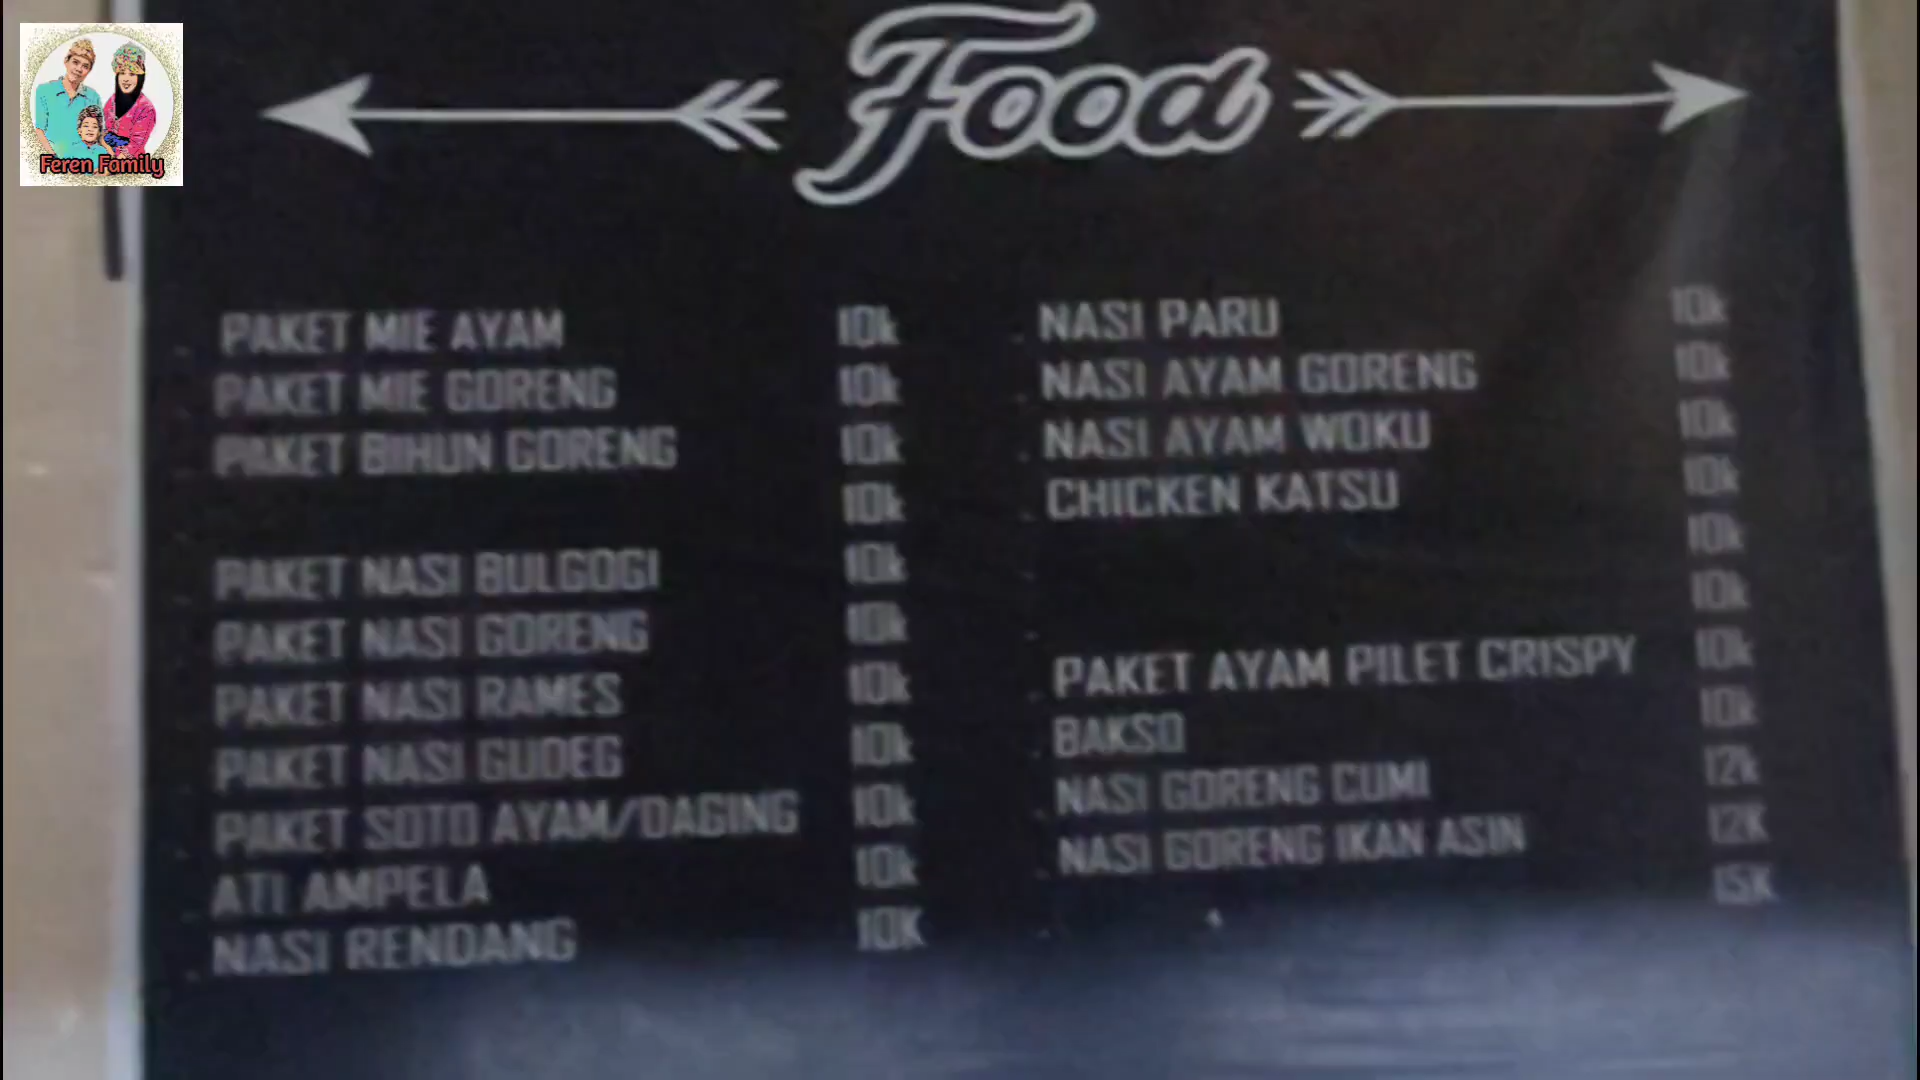 Feren Family
Food
PAKET MIE AYAM 10k
PAKET MIE GORENG 10k
PAKET BIHUN GORENG 10k
10k
PAKET NASI BULGOGI 10k
PAKET NASI GORENG 10k
PAKET NASI RAMES 10k
PAKET NASI GUDEG 10k
PAKET SOTO AYAM/DAGING 10k
ATI AMPELA 10k
NASI RENDANG 10K
NASI PARU 10k
NASI AYAM GORENG 10k
NASI AYAM WOKU 10k
CHICKEN KATSU 10k
10k
10k
PAKET AYAM PILET CRISPY 10k
BAKSO 10k
NASI GORENG CUMI 12k
NASI GORENG IKAN ASIN 12K
15K